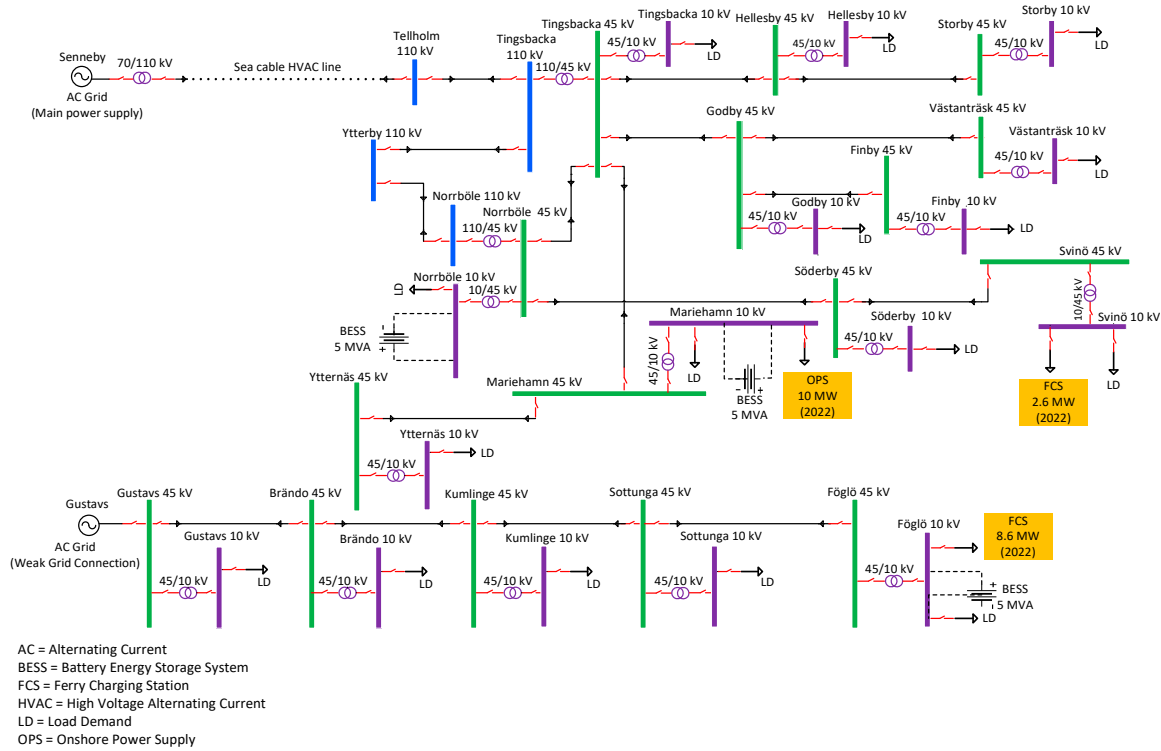 Senneby
AC Grid
(Main power supply)
70/110 kV
Sea cable HVAC line
Tellholm
110 kV
Tingsbacka
110 kV
110/45 kV
Tingsbacka 45 kV
Tingsbacka 10 kV
45/10 kV
LD
Hellesby 45 kV
Hellesby 10 kV
45/10 kV
LD
Storby 45 kV
Storby 10 kV
45/10 kV
LD
Ytterby 110 kV
Godby 45 kV
Västanträsk 45 kV
Västanträsk 10 kV
45/10 kV
LD
Finby 45 kV
Norrböle 110 kV
110/45 kV
Norrböle 45 kV
Godby 10 kV
45/10 kV
LD
Finby 10 kV
45/10 kV
LD
Norrböle 10 kV
LD
10/45 kV
BESS
5 MVA
Söderby 45 kV
Söderby 10 kV
45/10 kV
LD
Svinö 45 kV
10/45 kV
Svinö 10 kV
FCS
2.6 MW
(2022)
LD
Mariehamn 10 kV
45/10 kV
LD
BESS
5 MVA
OPS
10 MW
(2022)
Mariehamn 45 kV
Ytternäs 45 kV
Ytternäs 10 kV
45/10 kV
LD
Gustavs
AC Grid
(Weak Grid Connection)
Gustavs 45 kV
Gustavs 10 kV
45/10 kV
LD
Brändo 45 kV
Brändo 10 kV
45/10 kV
LD
Kumlinge 45 kV
Kumlinge 10 kV
45/10 kV
LD
Sottunga 45 kV
Sottunga 10 kV
45/10 kV
LD
Föglö 45 kV
Föglö 10 kV
45/10 kV
FCS
8.6 MW
(2022)
BESS
5 MVA
LD
AC = Alternating Current
BESS = Battery Energy Storage System
FCS = Ferry Charging Station
HVAC = High Voltage Alternating Current
LD = Load Demand
OPS = Onshore Power Supply